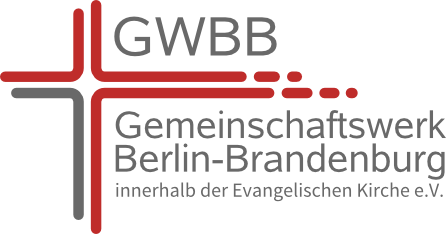 GWBB
Gemeinschaftswerk
Berlin-Brandenburg
innerhalb der Evangelischen Kirche e.V.